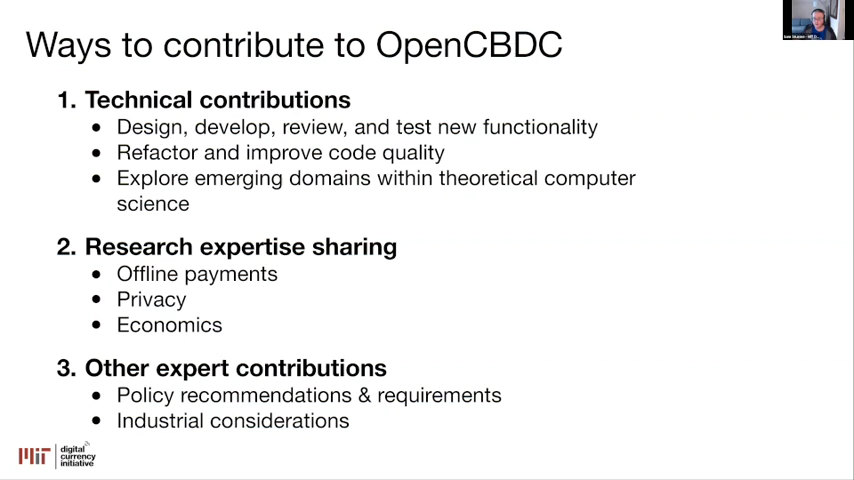 Ways to contribute to OpenCBDC
1. Technical contributions
● Design, develop, review, and test new functionality
● Refactor and improve code quality
● Explore emerging domains within theoretical computer
science
2. Research expertise sharing
● Offline payments
● Privacy
● Economics
3. Other expert contributions
● Policy recommendations & requirements
● Industrial considerations
MIT
digital
currency
initiative